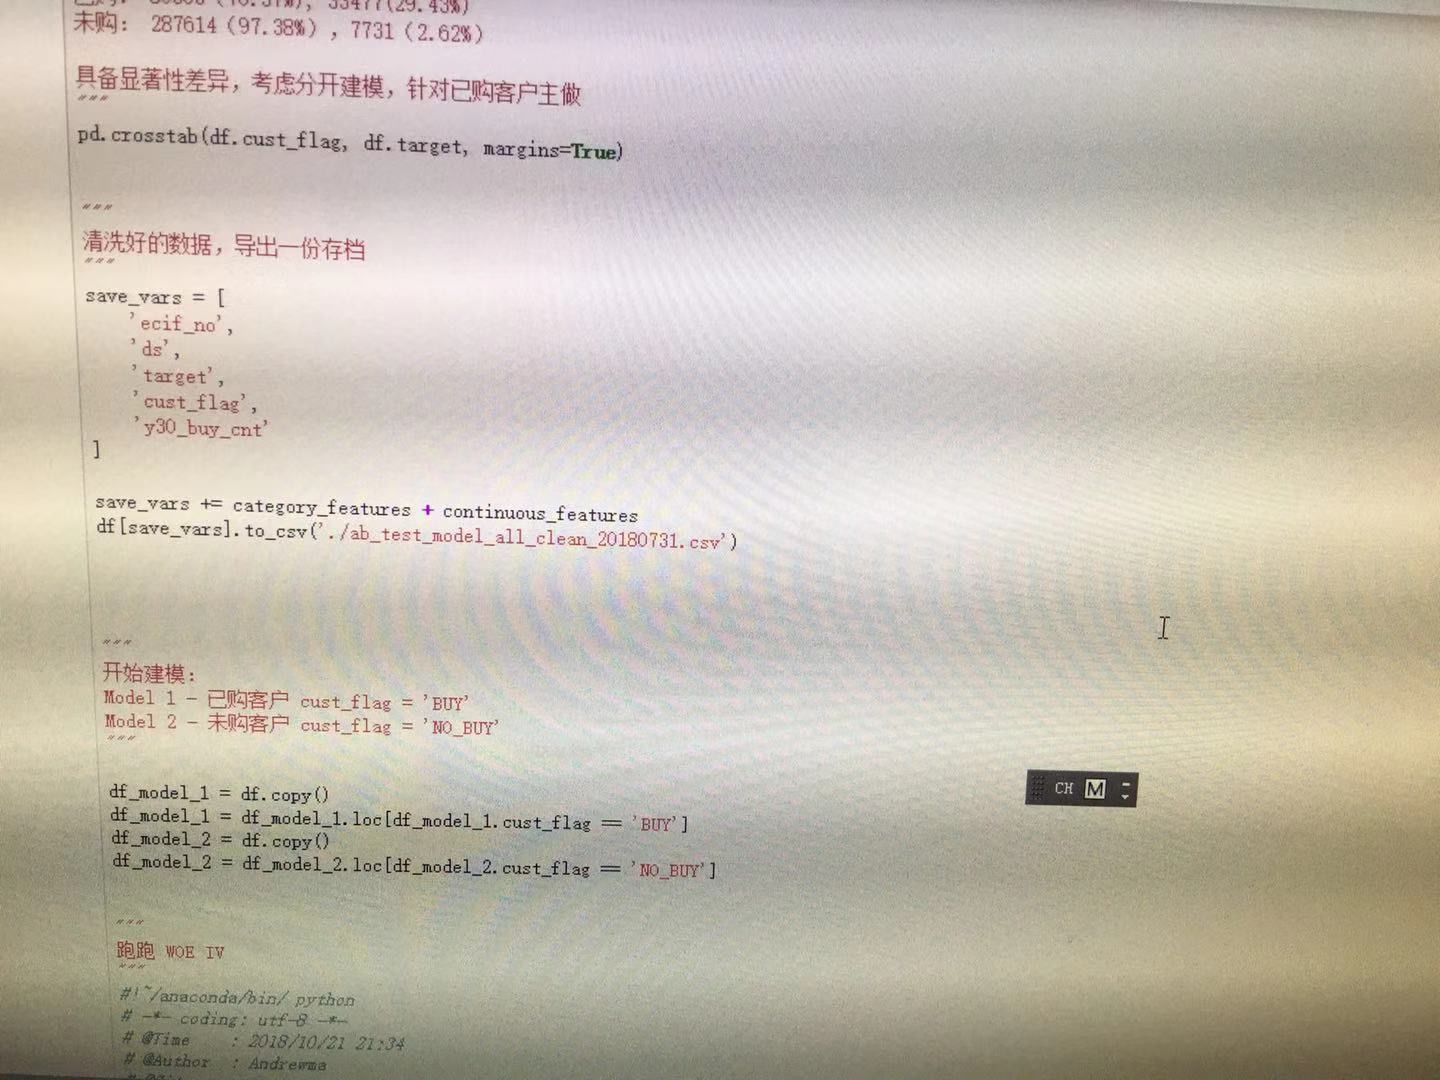 33477(29.43%)
未购： 287614（97.38%）, 7731（2.62%）
具备显著性差异，考虑分开建模，针对已购客户主做
"""
pd.crosstab(df.cust_flag, df.target, margins=True)
"""
清洗好的数据，导出一份存档
"""
save_vars = [
'ecif_no',
'ds',
'target',
'cust_flag',
'y30_buy_cnt'
]
save_vars += category_features + continuous_features
df[save_vars].to_csv('./ab_test_model_all_clean_20180731.csv')
"""
开始建模：
Model 1 - 已购客户 cust_flag = 'BUY'
Model 2 - 未购客户 cust_flag = 'NO_BUY'
"""
df_model_1 = df.copy()
df_model_1 = df_model_1.loc[df_model_1.cust_flag == 'BUY']
df_model_2 = df.copy()
df_model_2 = df_model_2.loc[df_model_2.cust_flag == 'NO_BUY']
CH M
"""
跑跑 WOE IV
"""
#!~/anaconda/bin/ python
# -*- coding: utf-8 -*-
# @Time : 2018/10/21 21:34
# @Author : Andrewma